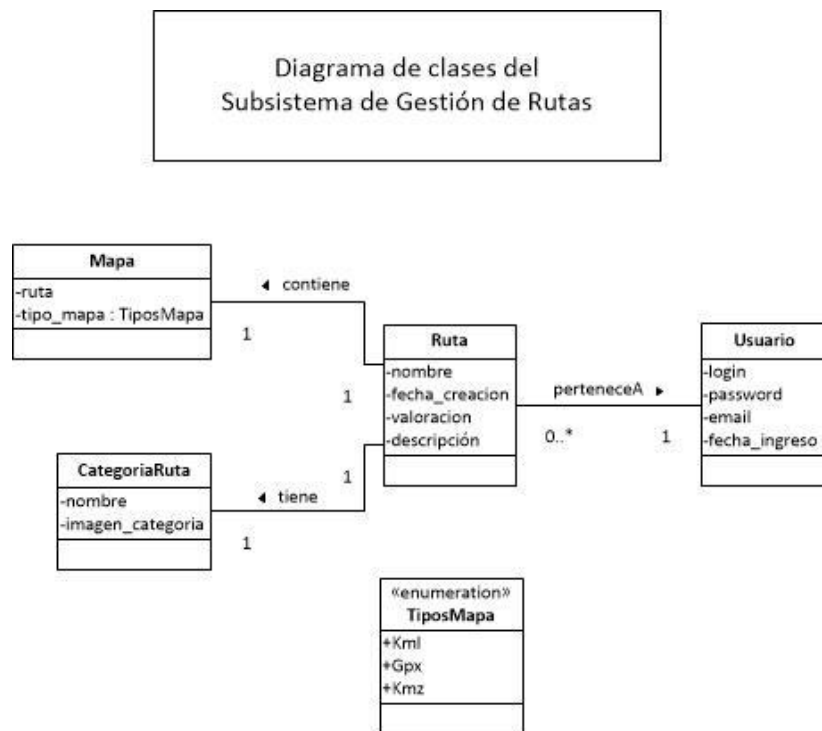 Diagrama de clases del
Subsistema de Gestión de Rutas
Mapa
-ruta
-tipo_mapa : TiposMapa
contiene
1
1
Ruta
-nombre
-fecha_creacion
-valoracion
-descripción
perteneceA
0..*
1
Usuario
-login
-password
-email
-fecha_ingreso
CategoriaRuta
-nombre
-imagen_categoria
tiene
1
1
«enumeration»
TiposMapa
+Kml
+Gpx
+Kmz